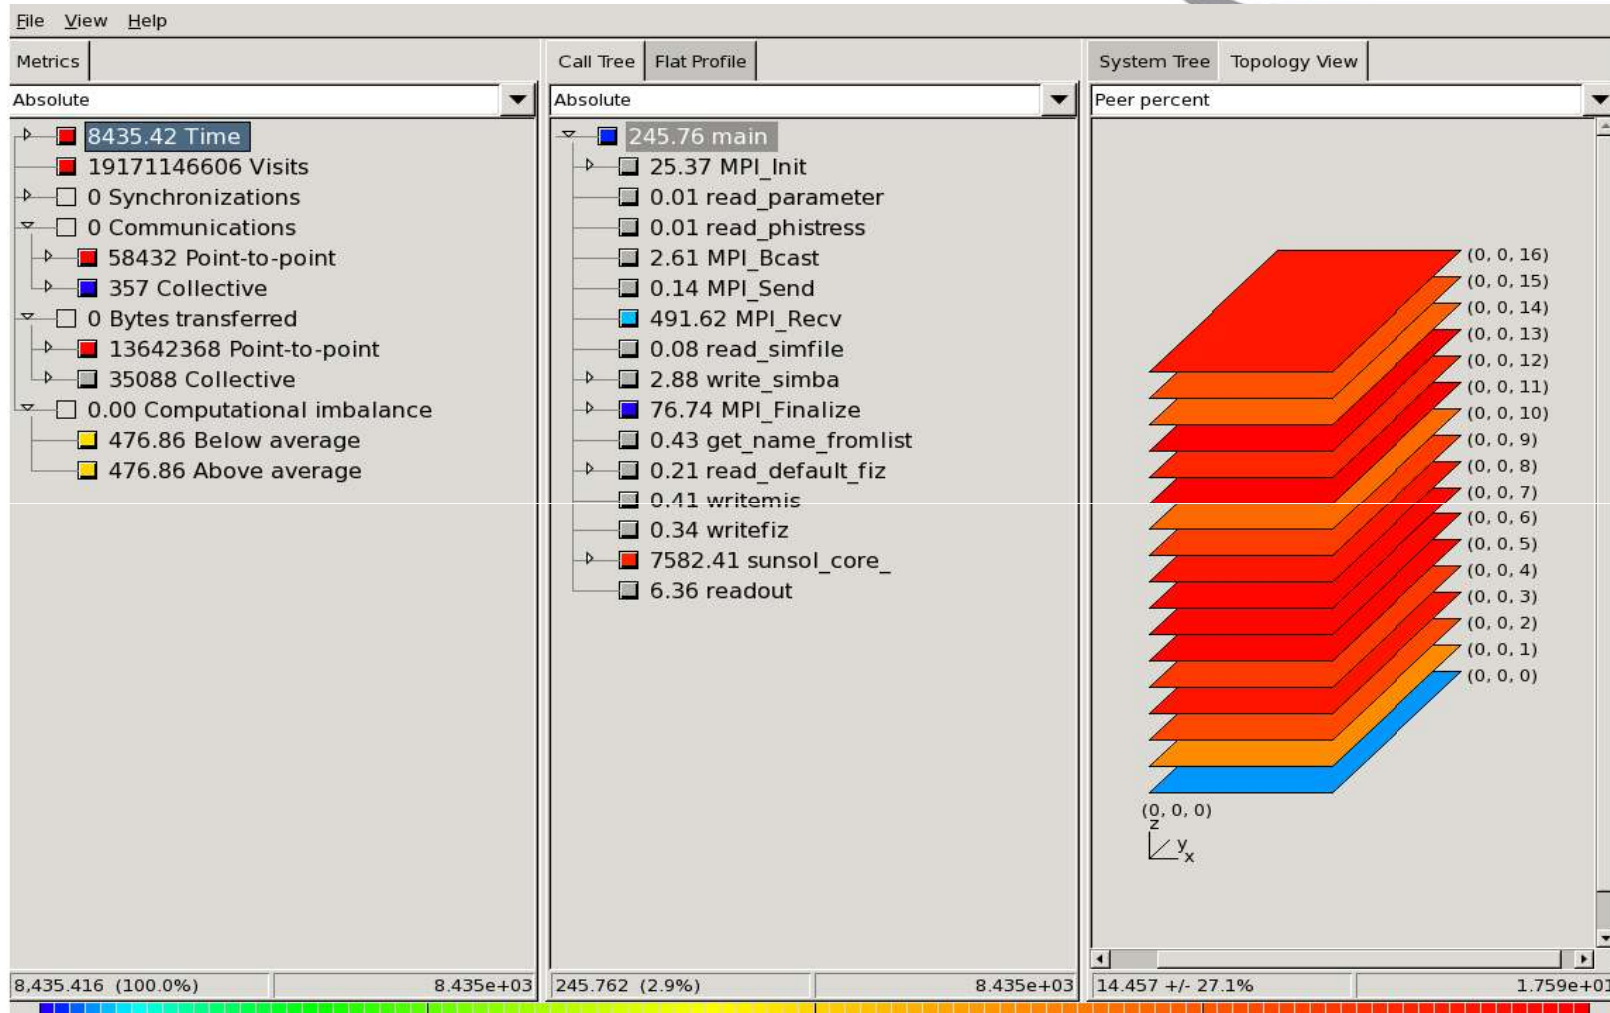 File View Help
Metrics
Absolute
8435.42 Time
19171146606 Visits
0 Synchronizations
0 Communications
58432 Point-to-point
357 Collective
0 Bytes transferred
13642368 Point-to-point
35088 Collective
0.00 Computational imbalance
476.86 Below average
476.86 Above average
8,435.416 (100.0%) 8.435e+03
Call Tree Flat Profile
Absolute
245.76 main
25.37 MPI_Init
0.01 read_parameter
0.01 read_phistress
2.61 MPI_Bcast
0.14 MPI_Send
491.62 MPI_Recv
0.08 read_simfile
2.88 write_simba
76.74 MPI_Finalize
0.43 get_name_fromlist
0.21 read_default_fiz
0.41 writemis
0.34 writefiz
7582.41 sunsol_core_
6.36 readout
245.762 (2.9%) 8.435e+03
System Tree Topology View
Peer percent
(0, 0, 16)
(0, 0, 15)
(0, 0, 14)
(0, 0, 13)
(0, 0, 12)
(0, 0, 11)
(0, 0, 10)
(0, 0, 9)
(0, 0, 8)
(0, 0, 7)
(0, 0, 6)
(0, 0, 5)
(0, 0, 4)
(0, 0, 3)
(0, 0, 2)
(0, 0, 1)
(0, 0, 0)
(0, 0, 0)
z
y
x
14.457 +/- 27.1% 1.759e+01